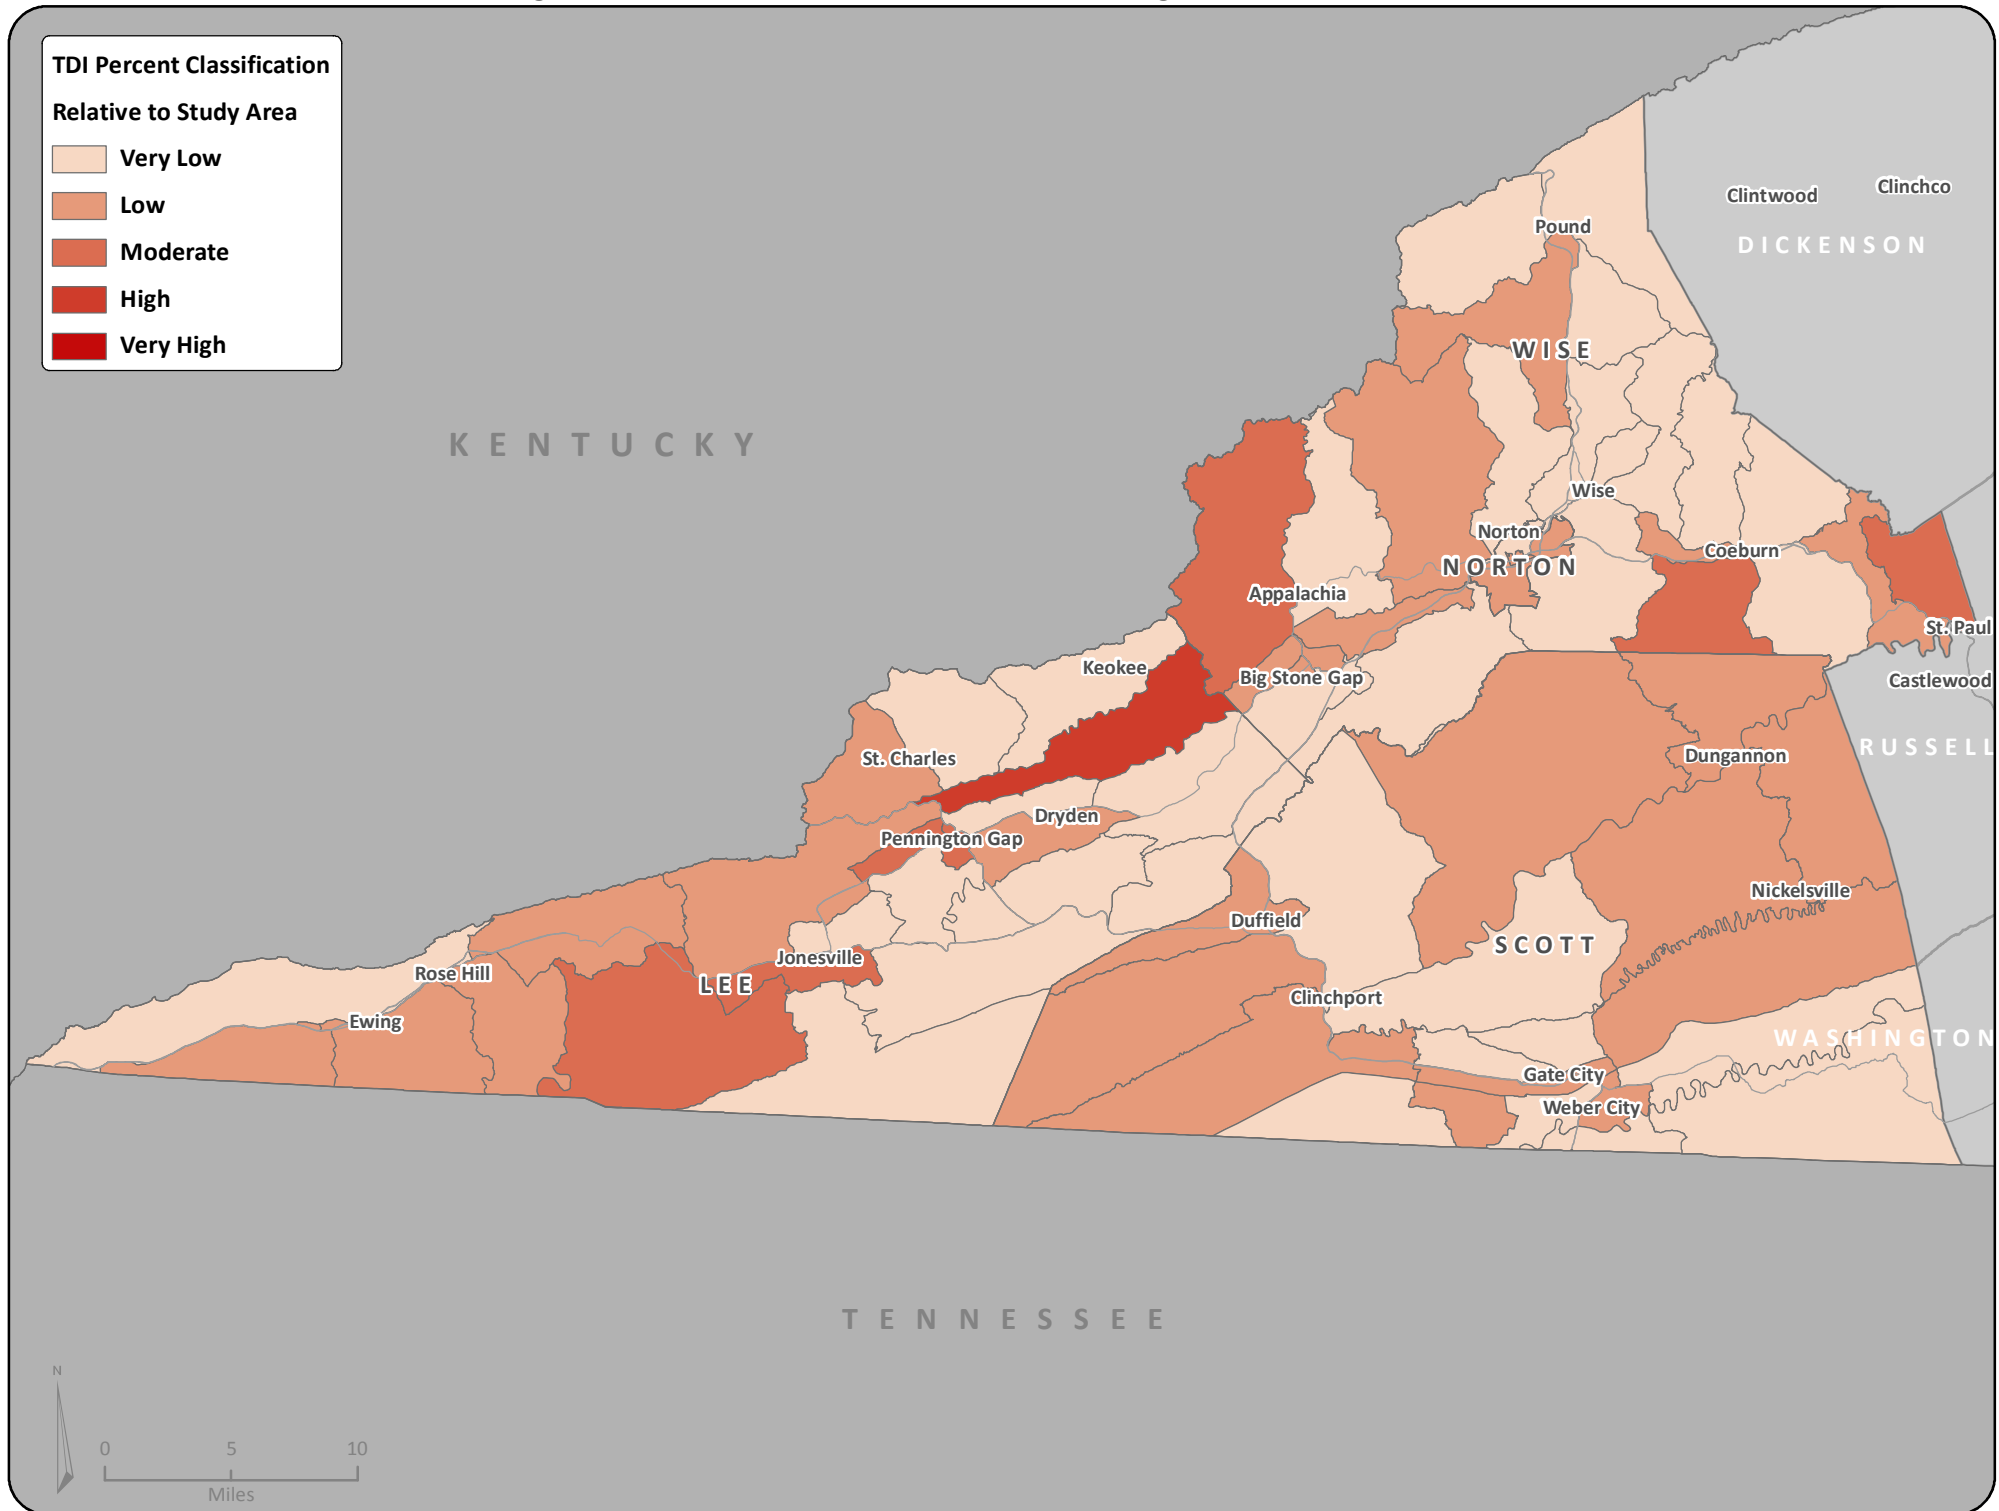 TDI Percent Classification
Relative to Study Area
Very Low
Low
Moderate
High
Very High
Clinchco
Clintwood
DICKENSON
Pound
WISE
KENTUCKY
Wise
Norton
Coeburn
NORTON
Appalachia
St. Paul
Keokee
Big Stone Gap
Castlewood
RUSSELL
Dungannon
St. Charles
Dryden
Pennington Gap
Nickelsville
Duffield
SCOTT
Jonesville
Rose Hill
LEE
Clinchport
Ewing
WASHINGTON
Gate City
Weber City
TENNESSEE
N
0 5 10
Miles